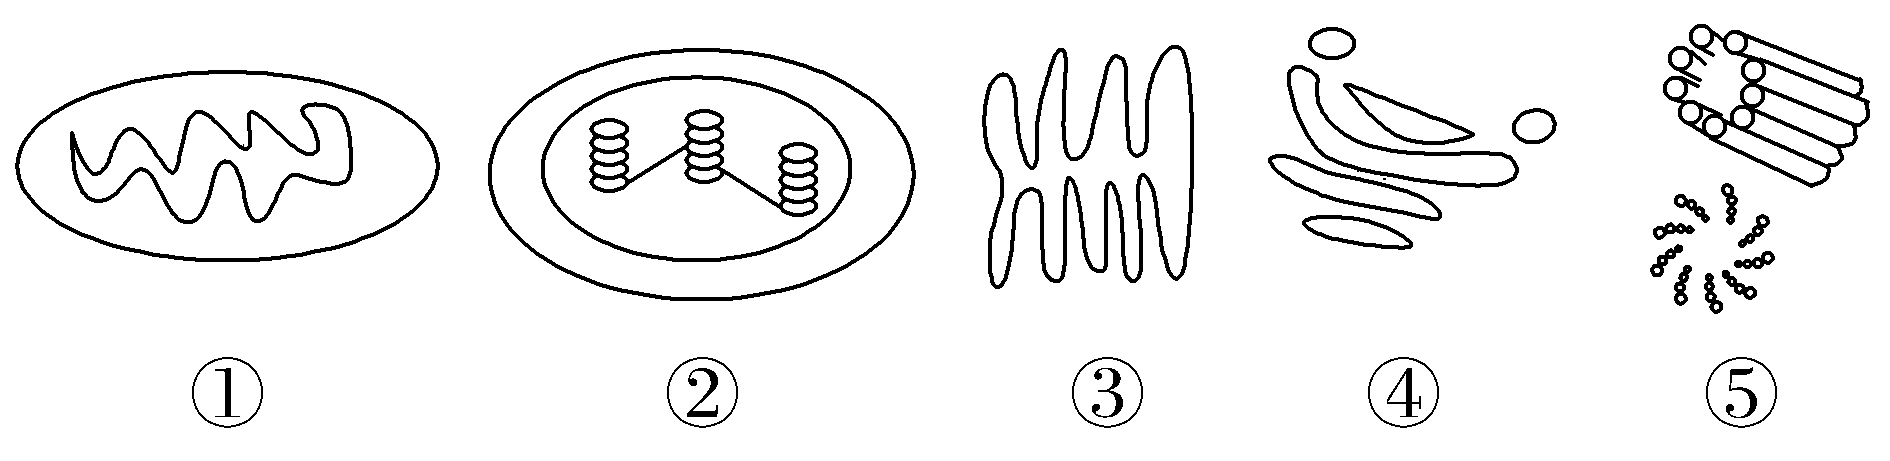 ① ② ③ ④ ⑤